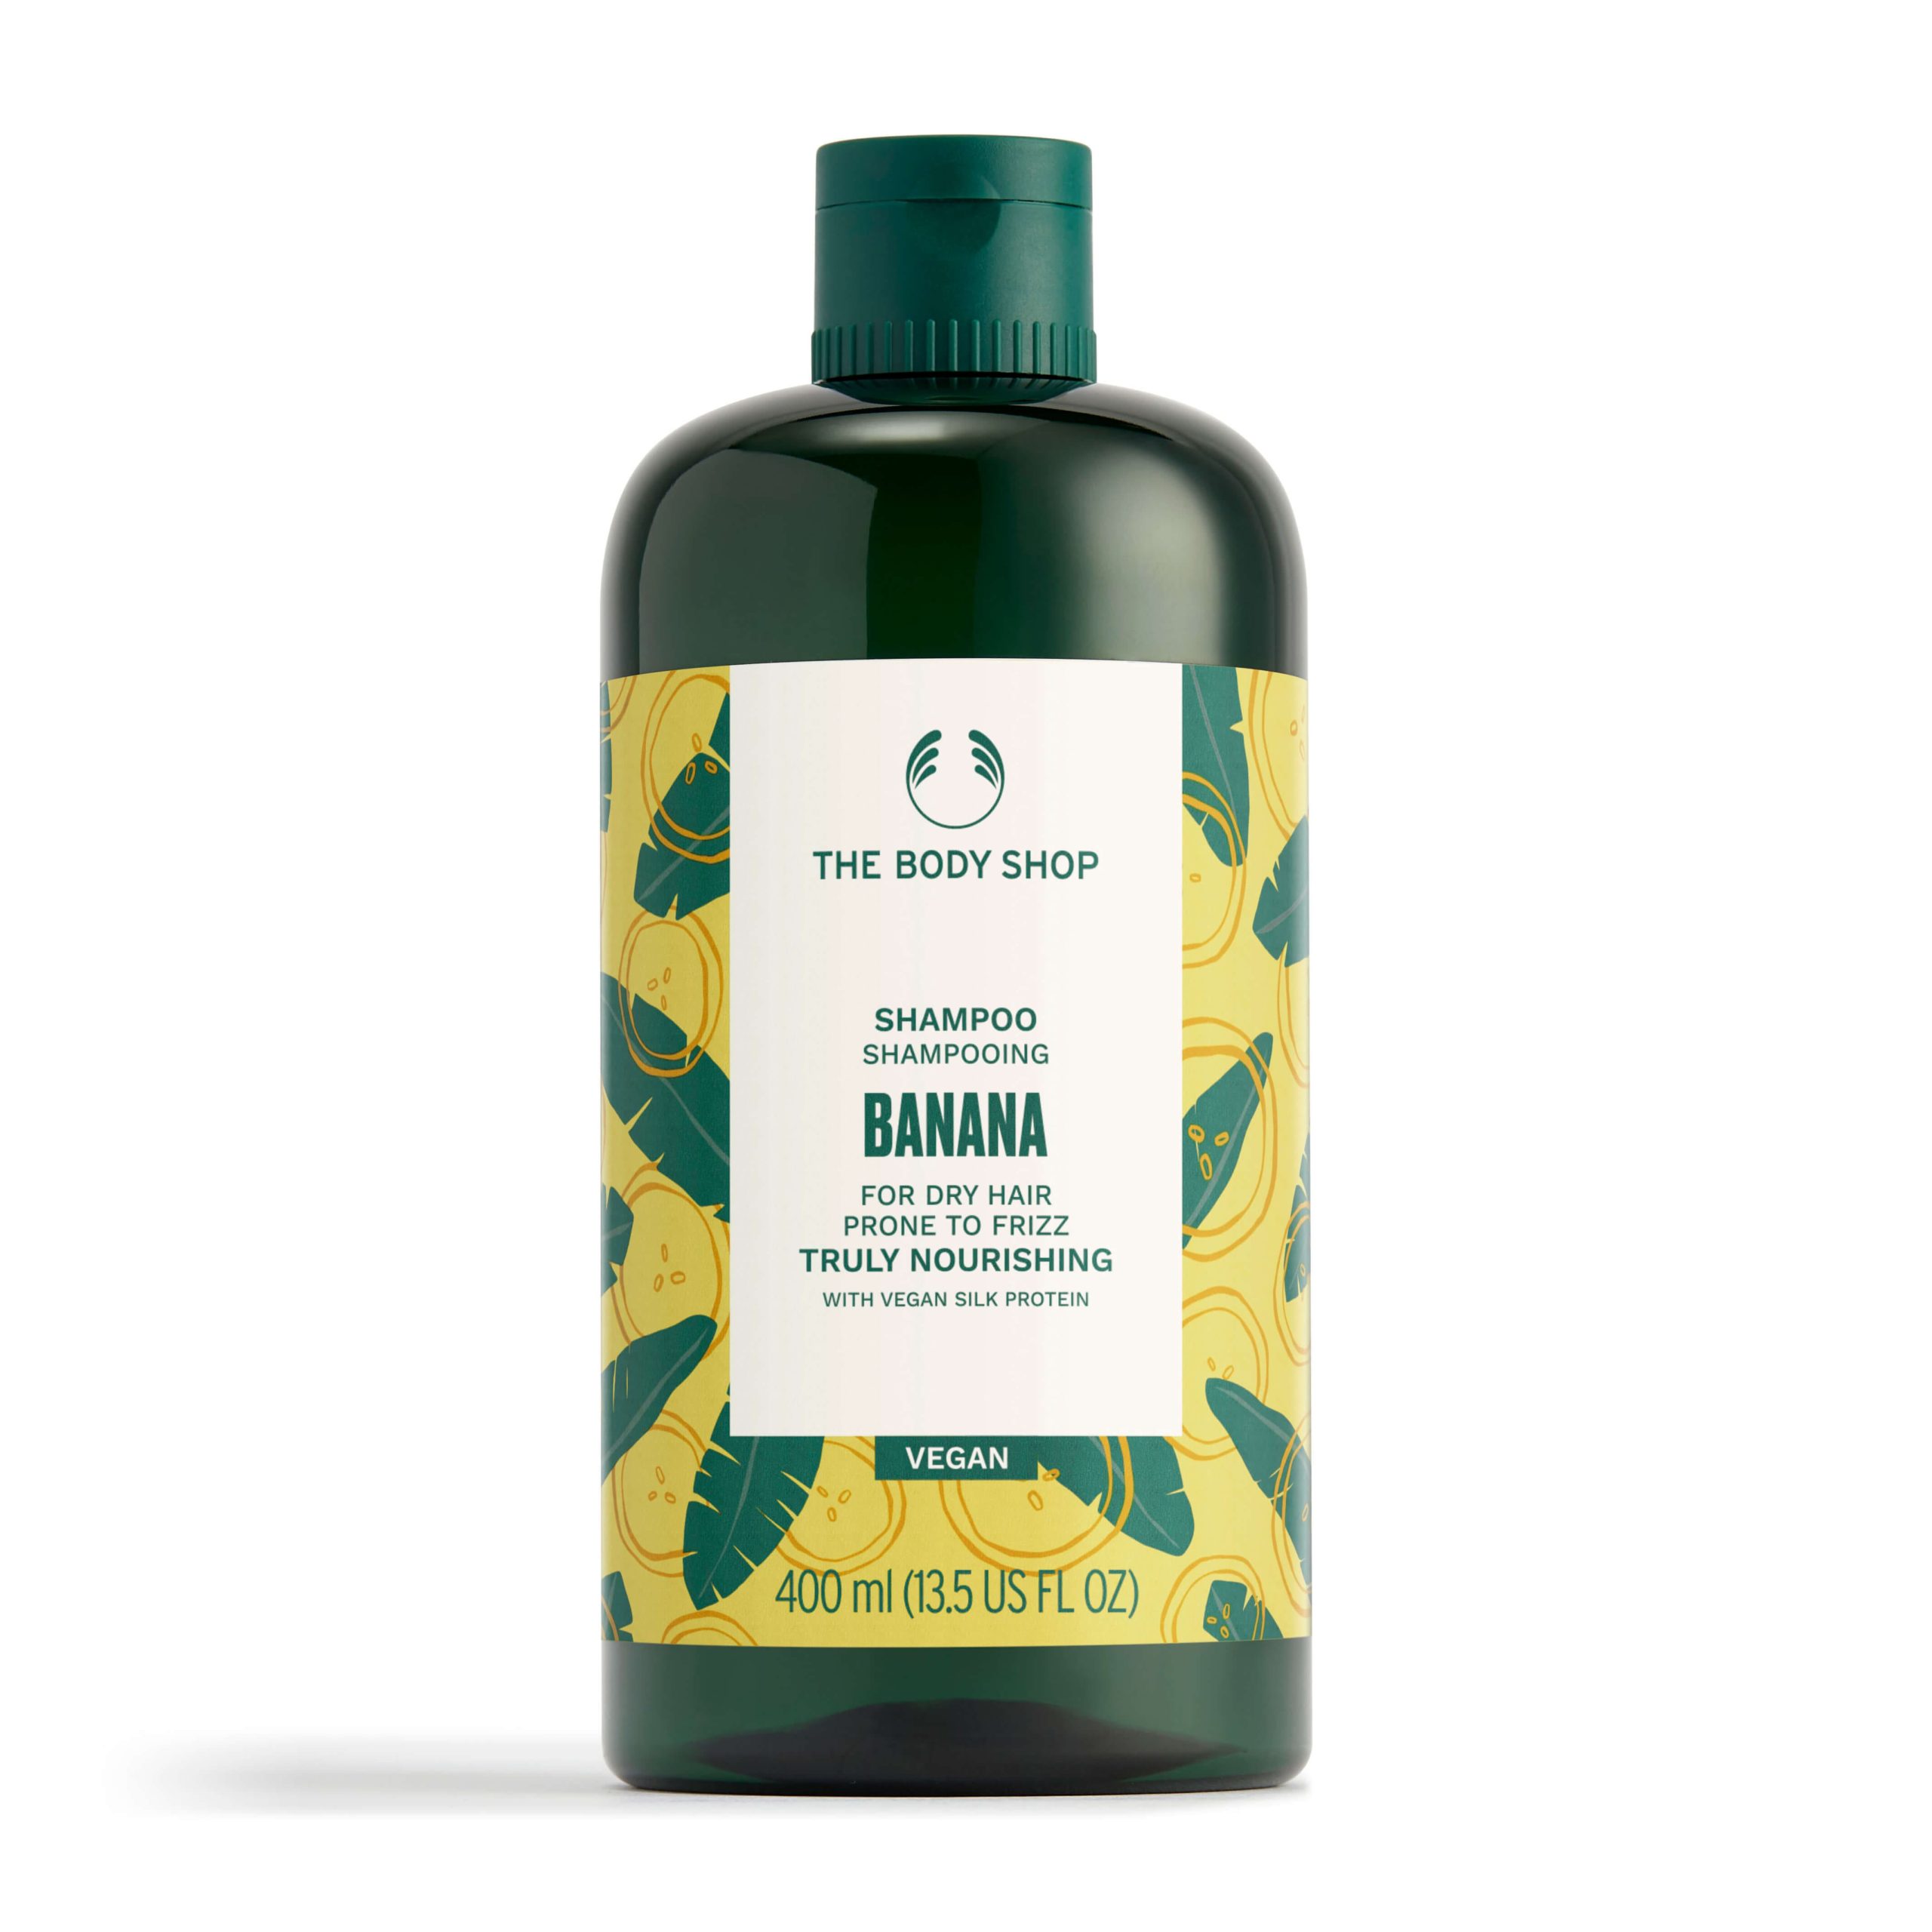 THE BODY SHOP
SHAMPOO
SHAMPOOING
BANANA
FOR DRY HAIR
PRONE TO FRIZZ
TRULY NOURISHING
WITH VEGAN SILK PROTEIN
VEGAN
400 ml (13.5 US FL OZ)